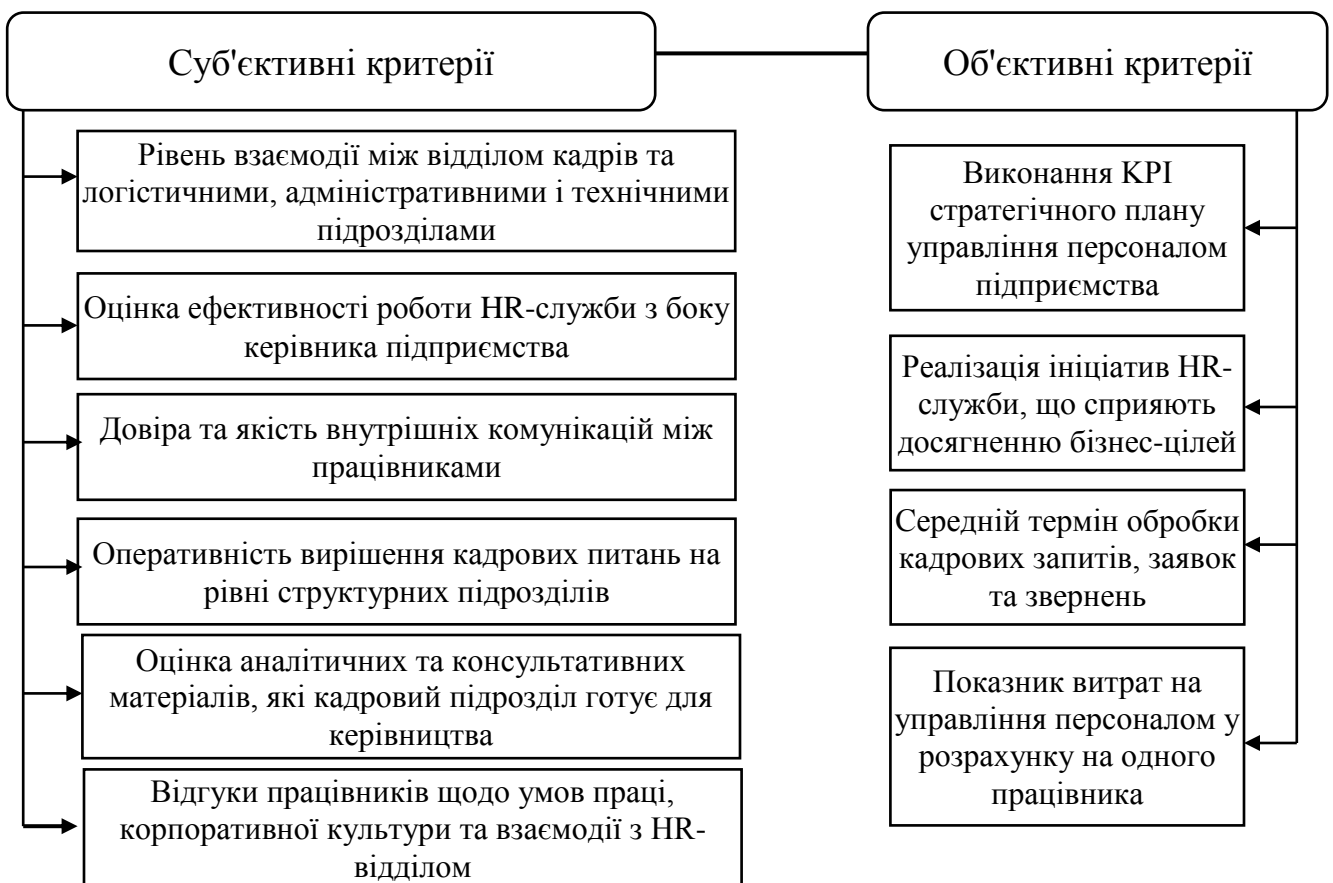 Суб'єктивні критерії
Рівень взаємодії між відділом кадрів та
логістичними, адміністративними і технічними
підрозділами
Оцінка ефективності роботи HR-служби з боку
керівника підприємства
Довіра та якість внутрішніх комунікацій між
працівниками
Оперативність вирішення кадрових питань на
рівні структурних підрозділів
Оцінка аналітичних та консультативних
матеріалів, які кадровий підрозділ готує для
керівництва
Відгуки працівників щодо умов праці,
корпоративної культури та взаємодії з HR-
відділом
Об'єктивні критерії
Виконання KPI
стратегічного плану
управління персоналом
підприємства
Реалізація ініціатив HR-
служби, що сприяють
досягненню бізнес-цілей
Середній термін обробки
кадрових запитів, заявок
та звернень
Показник витрат на
управління персоналом у
розрахунку на одного
працівника